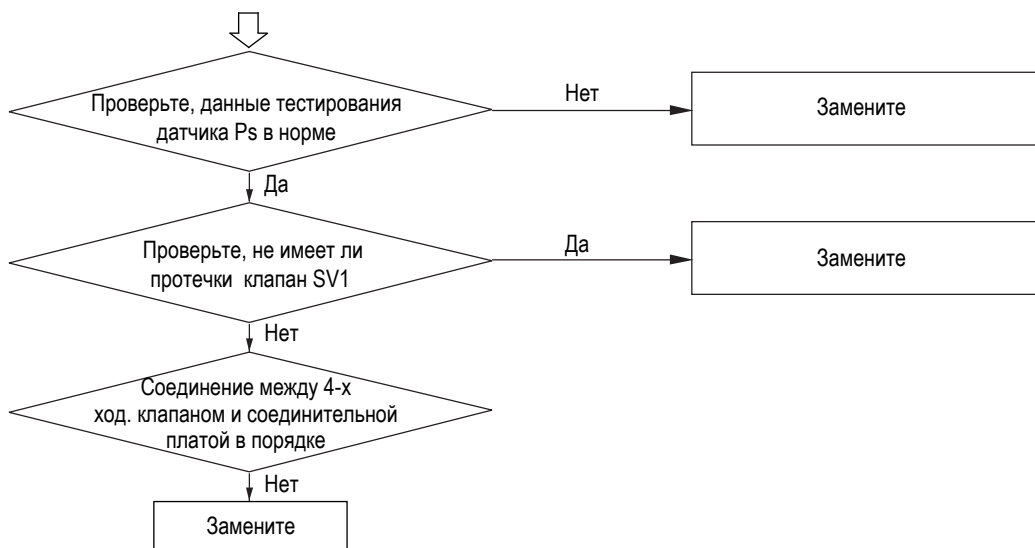 Проверьте, данные тестирования
датчика Ps в норме
Нет
Замените
Да
Проверьте, не имеет ли
протечки клапан SV1
Да
Замените
Нет
Соединение между 4-х
ход. клапаном и соединительной
платой в порядке
Нет
Замените